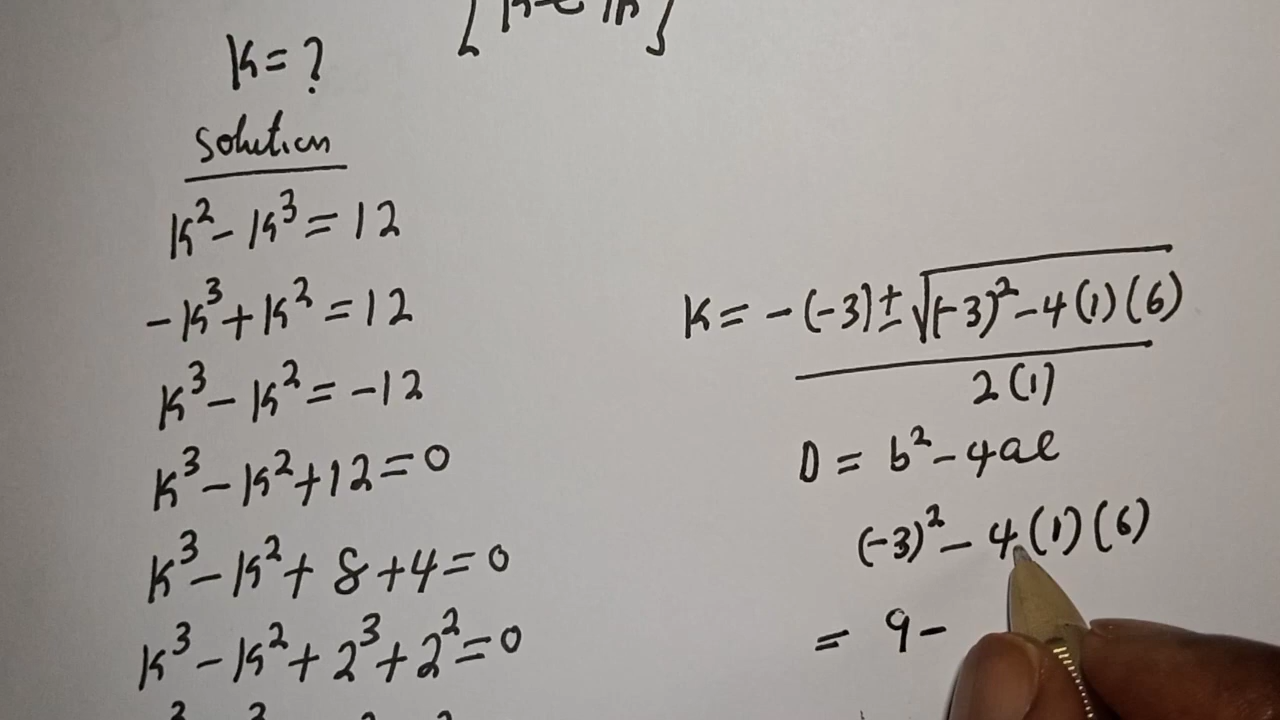 K = ?
Solution
K² - K³ = 12
-K³ + K² = 12
K³ - K² = -12
K³ - K² + 12 = 0
K³ - K² + 8 + 4 = 0
K³ - K² + 2³ + 2² = 0
K = -(-3) ± √(-3)² - 4(1)(6)
2(1)
D = b² - 4ac
(-3)² - 4(1)(6)
= 9 -